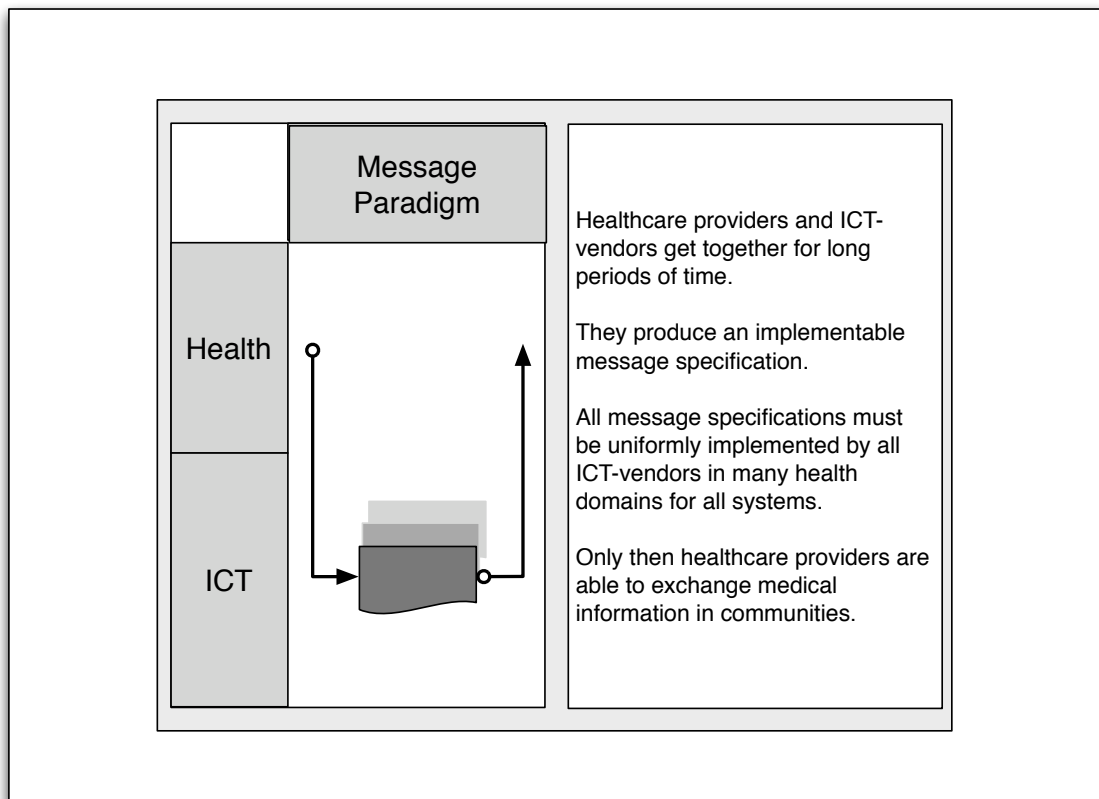 Message
Paradigm
Health
ICT
Healthcare providers and ICT-
vendors get together for long
periods of time.
They produce an implementable
message specification.
All message specifications must
be uniformly implemented by all
ICT-vendors in many health
domains for all systems.
Only then healthcare providers are
able to exchange medical
information in communities.